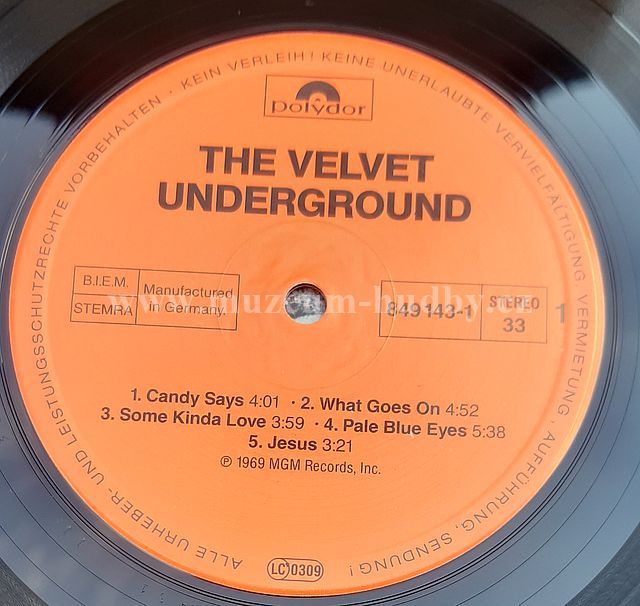 ALLE URHEBER- UND LEISTUNGSSCHUTZRECHTE VORBEHALTEN · KEIN VERLEIH! KEINE UNERLAUBTE VERVIELFÄLTIGUNG, VERMIETUNG, AUFFÜHRUNG, SENDUNG!
polydor
THE VELVET
UNDERGROUND
B.I.E.M.
STEMRA
Manufactured
in Germany.
www.muzeum-hudby.cz
849143-1
STEREO
33
1
1. Candy Says 4:01 · 2. What Goes On 4:52
3. Some Kinda Love 3:59 · 4. Pale Blue Eyes 5:38
5. Jesus 3:21
℗ 1969 MGM Records, Inc.
LC 0309